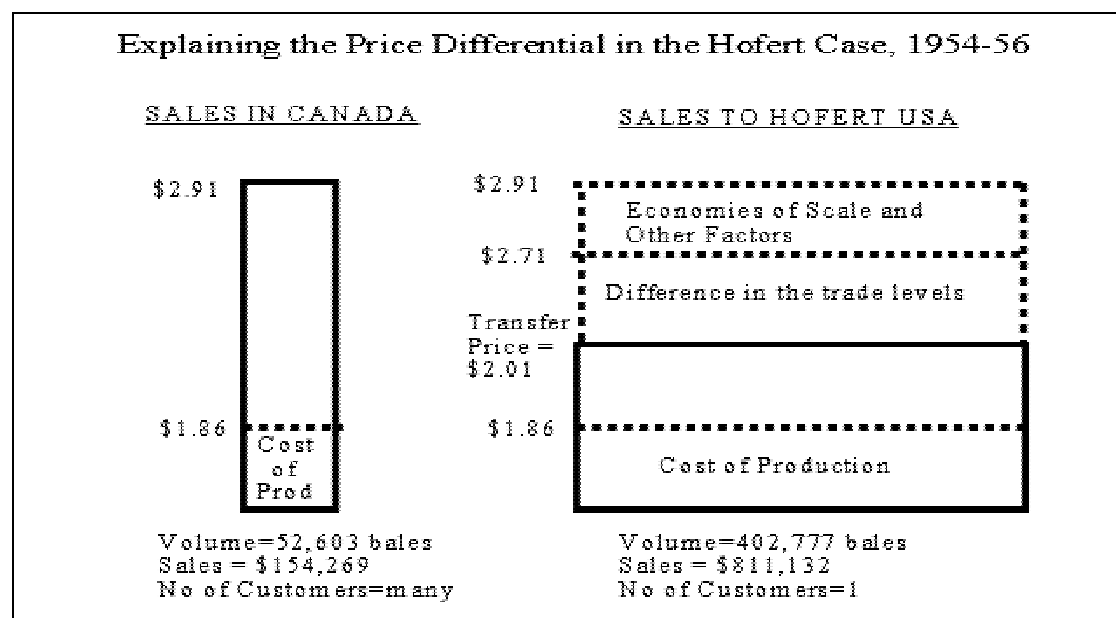 Explaining the Price Differential in the Hofert Case, 1954-56
SALES IN CANADA
$2.91
$1.86
Cost
of
Prod
Volume=52,603 bales
Sales = $154,269
No of Customers=many
SALES TO HOFERT USA
$2.91
Economies of Scale and
Other Factors
$2.71
Difference in the trade levels
Transfer
Price =
$2.01
$1.86
Cost of Production
Volume=402,777 bales
Sales = $811,132
No of Customers=1